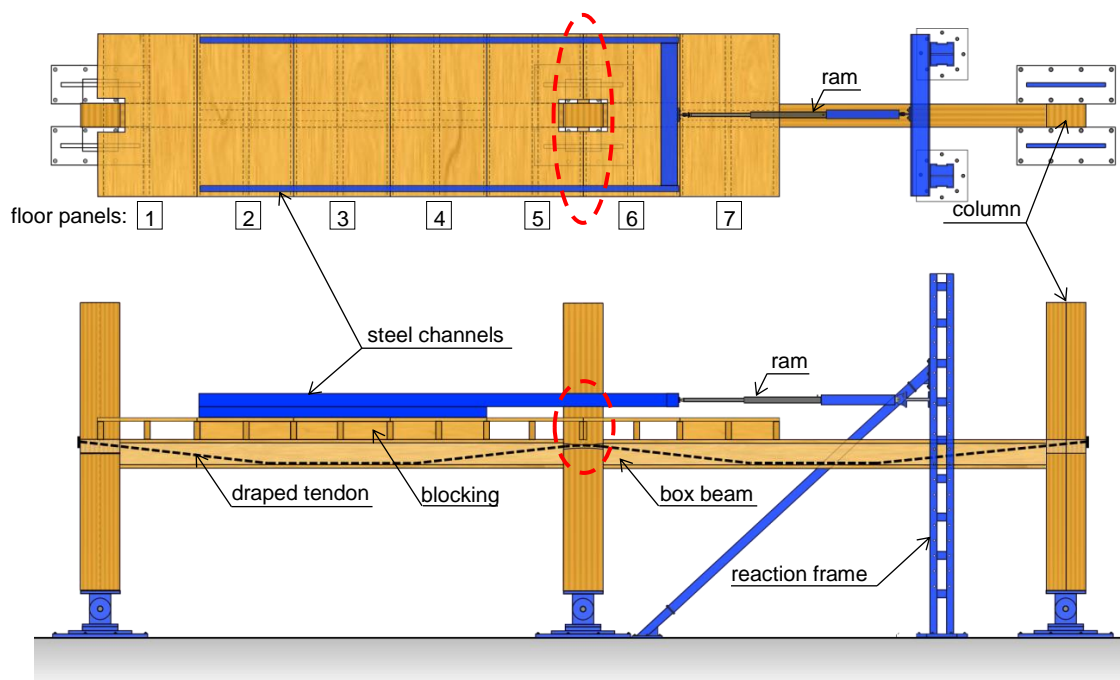 ram
floor panels: 1 2 3 4 5 6 7
column
steel channels
ram
draped tendon
blocking
box beam
reaction frame